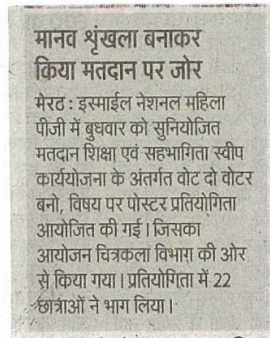 मानव श्रृंखला बनाकर
किया मतदान पर जोर
मेरठ : इस्माईल नेशनल महिला
पीजी में बुधवार को सुनियोजित
मतदान शिक्षा एवं सहभागिता स्वीप
कार्ययोजना के अंतर्गत वोट दो वोटर
बनो, विषय पर पोस्टर प्रतियोगिता
आयोजित की गई। जिसका
आयोजन चित्रकला विभाग की ओर
से किया गया। प्रतियोगिता में 22
छात्राओं ने भाग लिया।